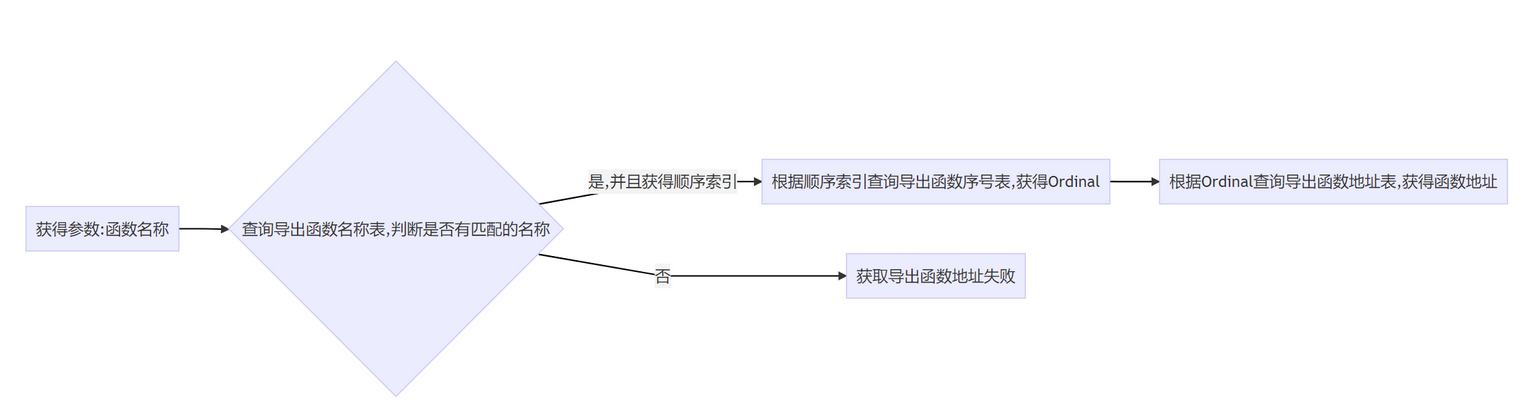 获得参数:函数名称
查询导出函数名称表,判断是否有匹配的名称
是,并且获得顺序索引
根据顺序索引查询导出函数序号表,获得Ordinal
根据Ordinal查询导出函数地址表,获得函数地址
否
获取导出函数地址失败